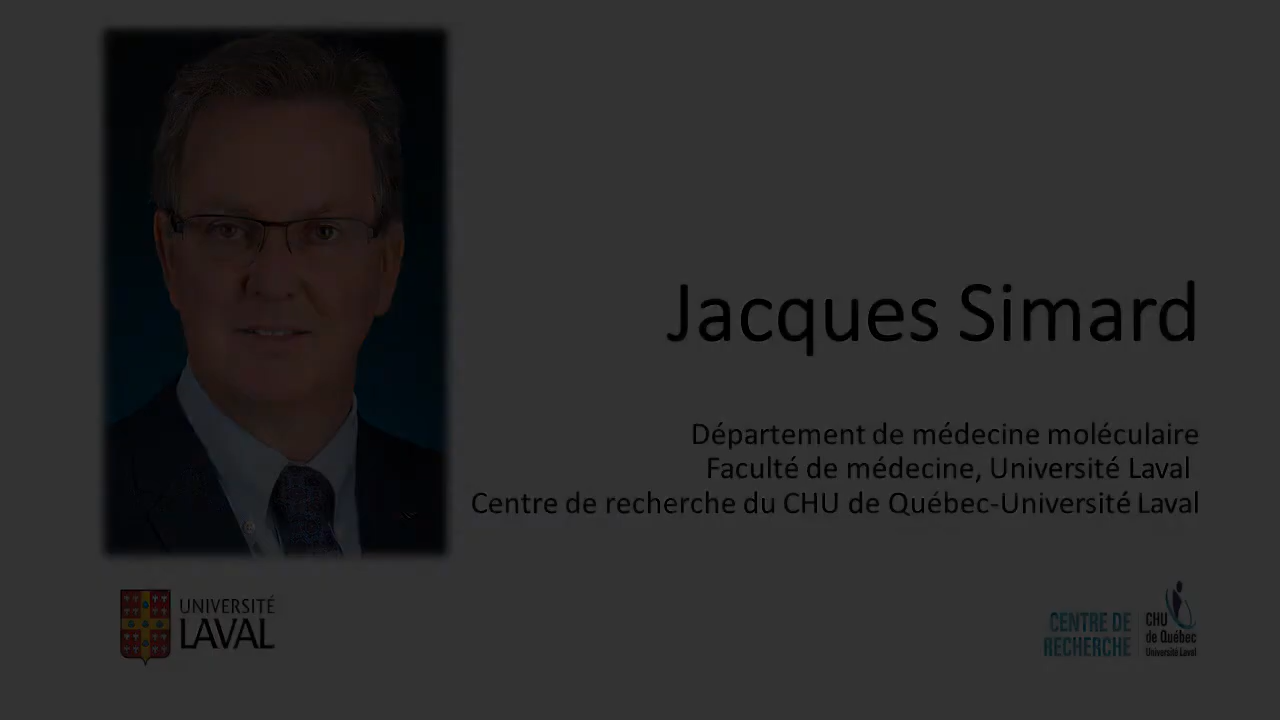 Jacques Simard
Département de médecine moléculaire
Faculté de médecine, Université Laval
Centre de recherche du CHU de Québec-Université Laval
UNIVERSITÉ
LAVAL
CENTRE DE
RECHERCHE
CHU
de Québec
Université Laval